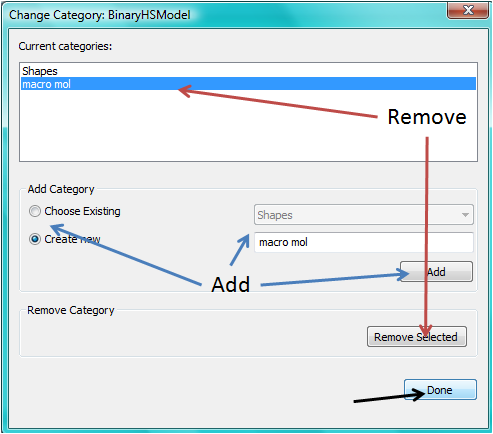 Change Category: BinaryHSModel
Current categories:
Shapes
macro mol
Remove
Add Category
Choose Existing
Shapes
Create new
macro mol
Add
Add
Remove Category
Remove Selected
Done